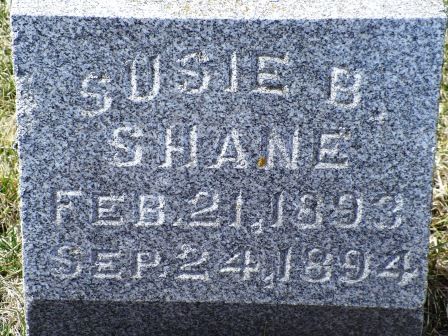 SUSIE B.
SHANE
FEB. 21, 1893
SEP. 24, 1894